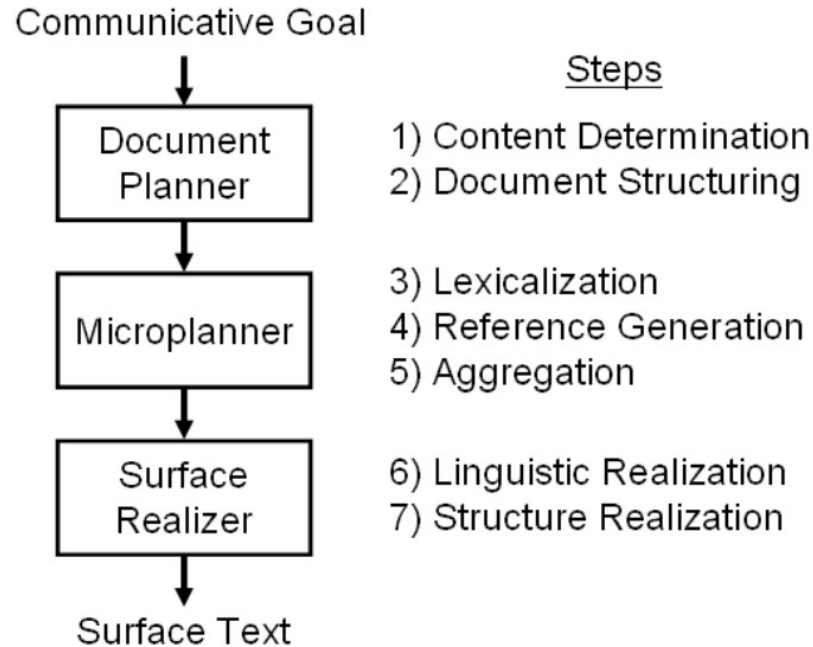 Communicative Goal
Steps
Document
Planner
1) Content Determination
2) Document Structuring
Microplanner
3) Lexicalization
4) Reference Generation
5) Aggregation
Surface
Realizer
6) Linguistic Realization
7) Structure Realization
Surface Text